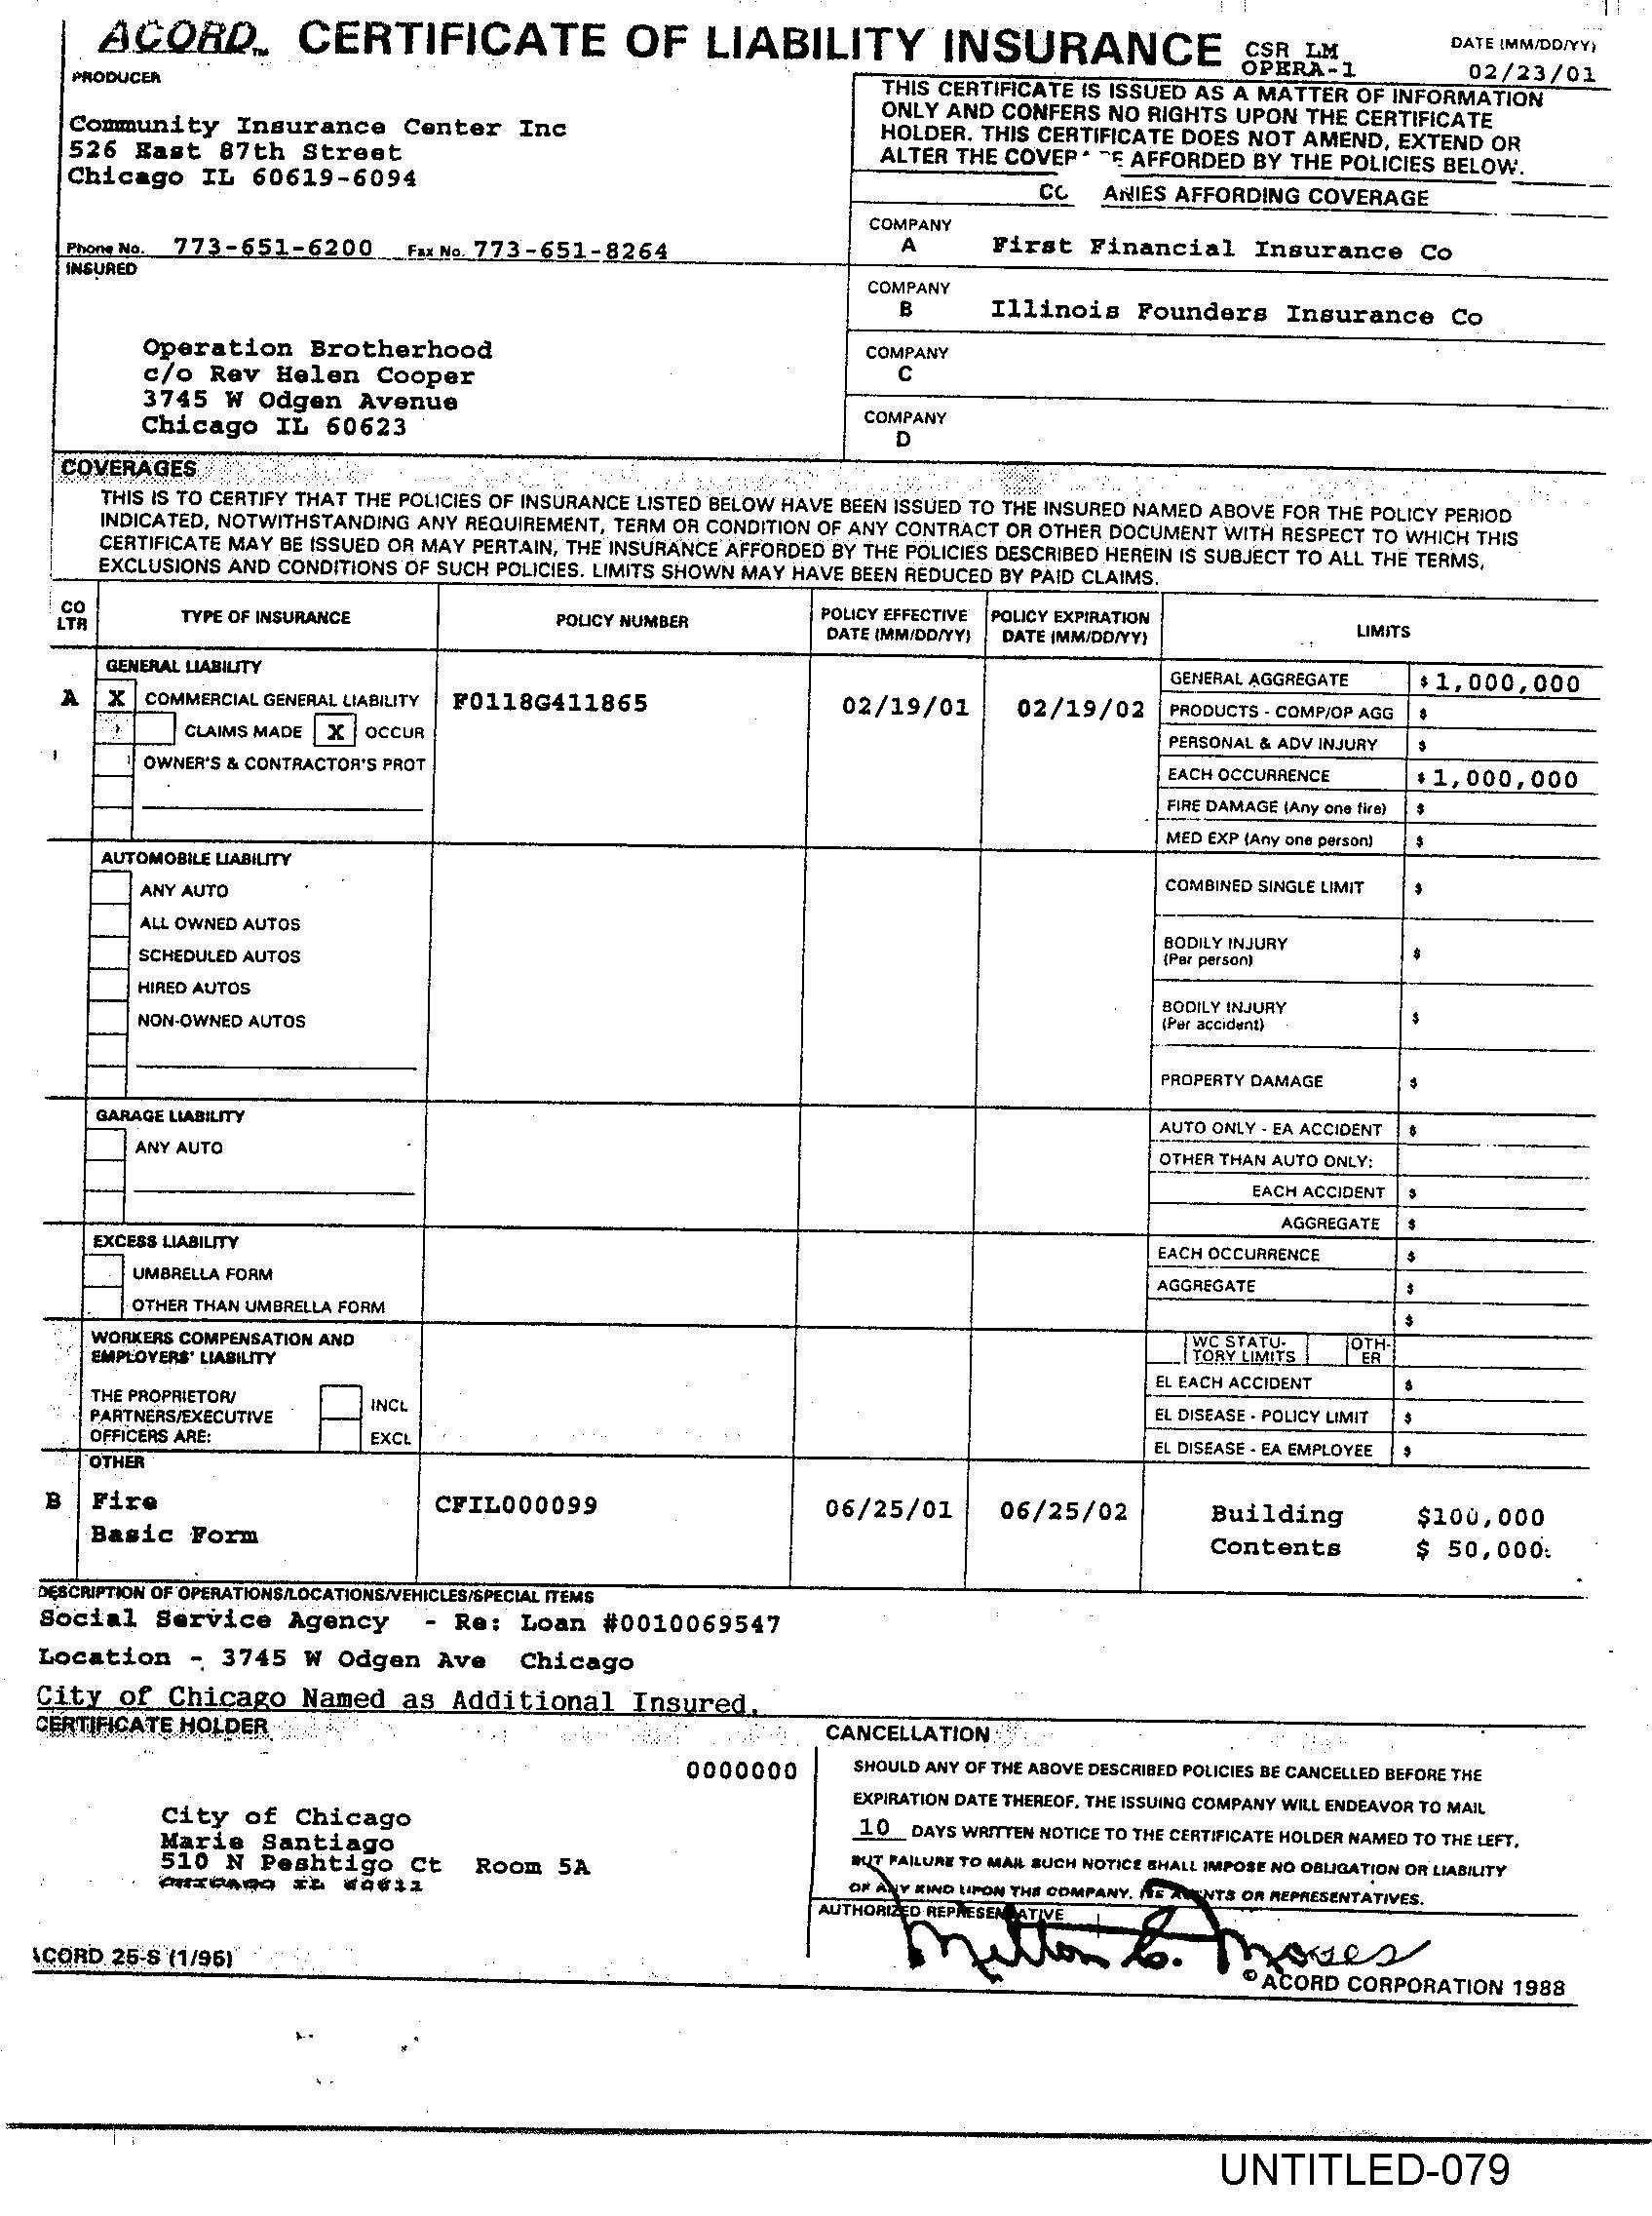 ACORD™ CERTIFICATE OF LIABILITY INSURANCE
CSR LM
OPERA-1
DATE (MM/DD/YY)
02/23/01
PRODUCER
Community Insurance Center Inc
526 East 87th Street
Chicago IL 60619-6094
Phone No. 773-651-6200 Fax No. 773-651-8264
THIS CERTIFICATE IS ISSUED AS A MATTER OF INFORMATION
ONLY AND CONFERS NO RIGHTS UPON THE CERTIFICATE
HOLDER. THIS CERTIFICATE DOES NOT AMEND, EXTEND OR
ALTER THE AFFORDED BY THE POLICIES BELOW.
ANIES AFFORDING COVERAGE
COMPANY
A First Financial Insurance Co
COMPANY
B Illinois Founders Insurance Co
COMPANY
C
COMPANY
D
INSURED
Operation Brotherhood
c/o Rev Helen Cooper
3745 W Odgen Avenue
Chicago IL 60623
COVERAGES
THIS IS TO CERTIFY THAT THE POLICIES OF INSURANCE LISTED BELOW HAVE BEEN ISSUED TO THE INSURED NAMED ABOVE FOR THE POLICY PERIOD
INDICATED, NOTWITHSTANDING ANY REQUIREMENT, TERM OR CONDITION OF ANY CONTRACT OR OTHER DOCUMENT WITH RESPECT TO WHICH THIS
CERTIFICATE MAY BE ISSUED OR MAY PERTAIN, THE INSURANCE AFFORDED BY THE POLICIES DESCRIBED HEREIN IS SUBJECT TO ALL THE TERMS,
EXCLUSIONS AND CONDITIONS OF SUCH POLICIES. LIMITS SHOWN MAY HAVE BEEN REDUCED BY PAID CLAIMS.
CO LTR TYPE OF INSURANCE POLICY NUMBER POLICY EFFECTIVE DATE (MM/DD/YY) POLICY EXPIRATION DATE (MM/DD/YY) LIMITS
GENERAL LIABILITY
A X COMMERCIAL GENERAL LIABILITY F0118G411865 02/19/01 02/19/02
CLAIMS MADE X OCCUR
OWNER'S & CONTRACTOR'S PROT
GENERAL AGGREGATE $1,000,000
PRODUCTS - COMP/OP AGG $
PERSONAL & ADV INJURY $
EACH OCCURRENCE $1,000,000
FIRE DAMAGE (Any one fire) $
MED EXP (Any one person) $
AUTOMOBILE LIABILITY
ANY AUTO
ALL OWNED AUTOS
SCHEDULED AUTOS
HIRED AUTOS
NON-OWNED AUTOS
COMBINED SINGLE LIMIT $
BODILY INJURY
(Per person) $
BODILY INJURY
(Per accident) $
PROPERTY DAMAGE $
GARAGE LIABILITY
ANY AUTO
AUTO ONLY - EA ACCIDENT $
OTHER THAN AUTO ONLY:
EACH ACCIDENT $
AGGREGATE $
EXCESS LIABILITY
UMBRELLA FORM
OTHER THAN UMBRELLA FORM
EACH OCCURRENCE $
AGGREGATE $
$
WORKERS COMPENSATION AND
EMPLOYERS' LIABILITY
THE PROPRIETOR/
PARTNERS/EXECUTIVE
OFFICERS ARE:
INCL
EXCL
WC STATU-
TORY LIMITS
OTH-
ER
EL EACH ACCIDENT $
EL DISEASE - POLICY LIMIT $
EL DISEASE - EA EMPLOYEE $
OTHER
B Fire CFIL000099 06/25/01 06/25/02 Building $100,000
Basic Form Contents $ 50,000
DESCRIPTION OF OPERATIONS/LOCATIONS/VEHICLES/SPECIAL ITEMS
Social Service Agency - Re: Loan #0010069547
Location - 3745 W Odgen Ave Chicago
City of Chicago Named as Additional Insured.
CERTIFICATE HOLDER
0000000
City of Chicago
Marie Santiago
510 N Peshtigo Ct Room 5A
Chicago IL 60611
CANCELLATION
SHOULD ANY OF THE ABOVE DESCRIBED POLICIES BE CANCELLED BEFORE THE
EXPIRATION DATE THEREOF, THE ISSUING COMPANY WILL ENDEAVOR TO MAIL
10 DAYS WRITTEN NOTICE TO THE CERTIFICATE HOLDER NAMED TO THE LEFT,
BUT FAILURE TO MAIL SUCH NOTICE SHALL IMPOSE NO OBLIGATION OR LIABILITY
OF ANY KIND UPON THE COMPANY, ITS AGENTS OR REPRESENTATIVES.
AUTHORIZED REPRESENTATIVE
Milton C. Moses
ACORD 25-S (1/95)
© ACORD CORPORATION 1988
UNTITLED-079